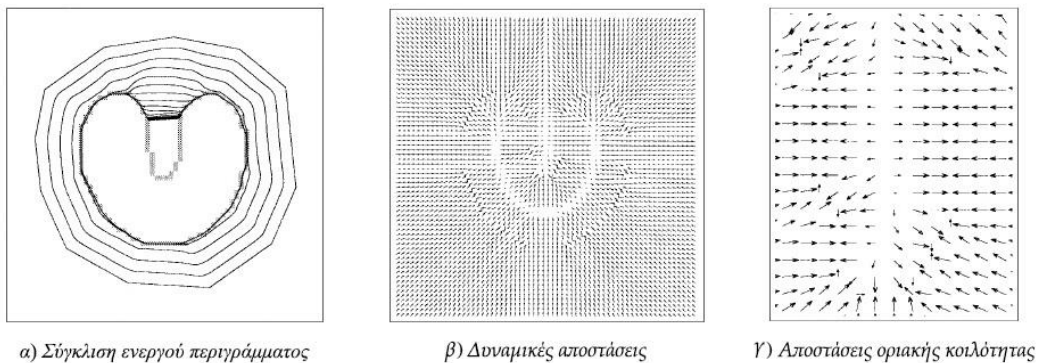 α) Σύγκλιση ενεργού περιγράμματος
β) Δυναμικές αποστάσεις
γ) Αποστάσεις οριακής κοιλότητας